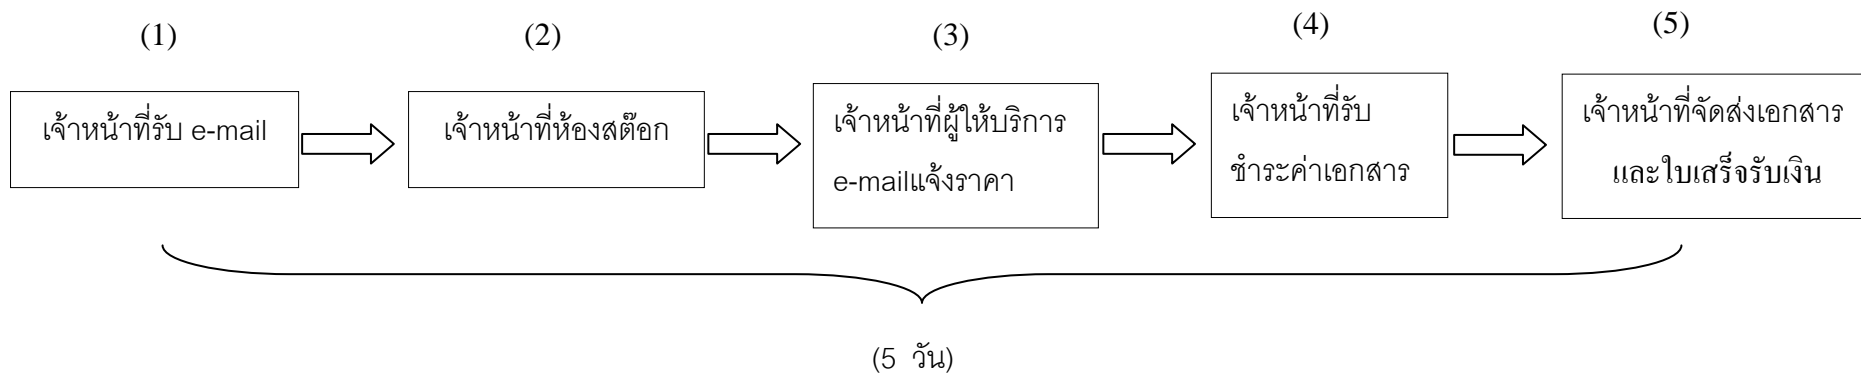 (1)
(2)
(3)
(4)
(5)
เจ้าหน้าที่รับ e-mail
เจ้าหน้าที่ห้องสต๊อก
เจ้าหน้าที่ผู้ให้บริการ
e-mailแจ้งราคา
เจ้าหน้าที่รับ
ชำระค่าเอกสาร
เจ้าหน้าที่จัดส่งเอกสาร
และใบเสร็จรับเงิน
(5 วัน)